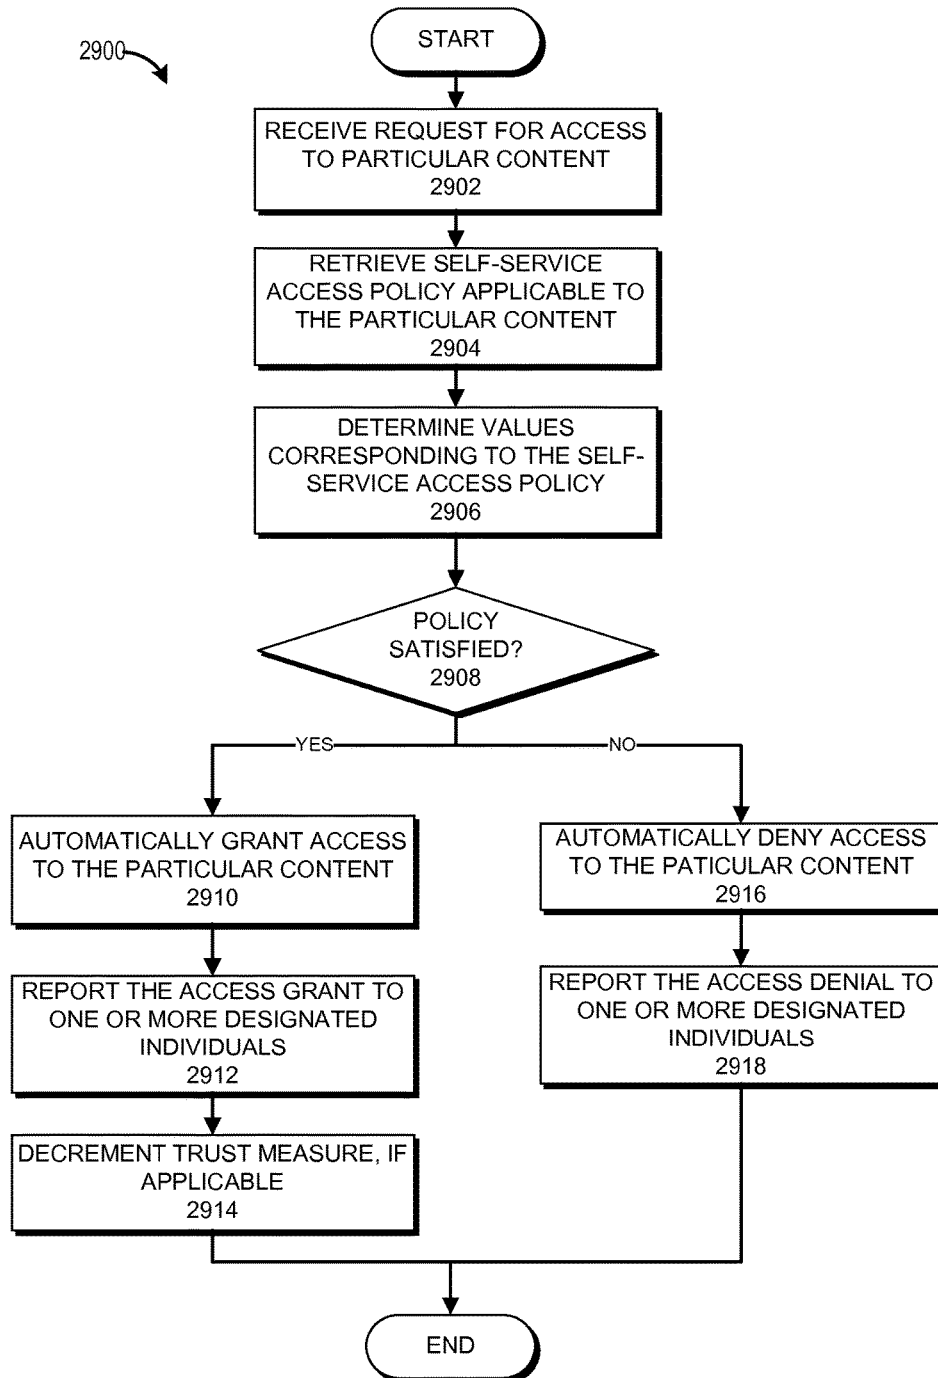 START
2900
RECEIVE REQUEST FOR ACCESS
TO PARTICULAR CONTENT
2902
RETRIEVE SELF-SERVICE
ACCESS POLICY APPLICABLE TO
THE PARTICULAR CONTENT
2904
DETERMINE VALUES
CORRESPONDING TO THE SELF-
SERVICE ACCESS POLICY
2906
POLICY
SATISFIED?
2908
YES
NO
AUTOMATICALLY GRANT ACCESS
TO THE PARTICULAR CONTENT
2910
REPORT THE ACCESS GRANT TO
ONE OR MORE DESIGNATED
INDIVIDUALS
2912
DECREMENT TRUST MEASURE, IF
APPLICABLE
2914
AUTOMATICALLY DENY ACCESS
TO THE PATICULAR CONTENT
2916
REPORT THE ACCESS DENIAL TO
ONE OR MORE DESIGNATED
INDIVIDUALS
2918
END